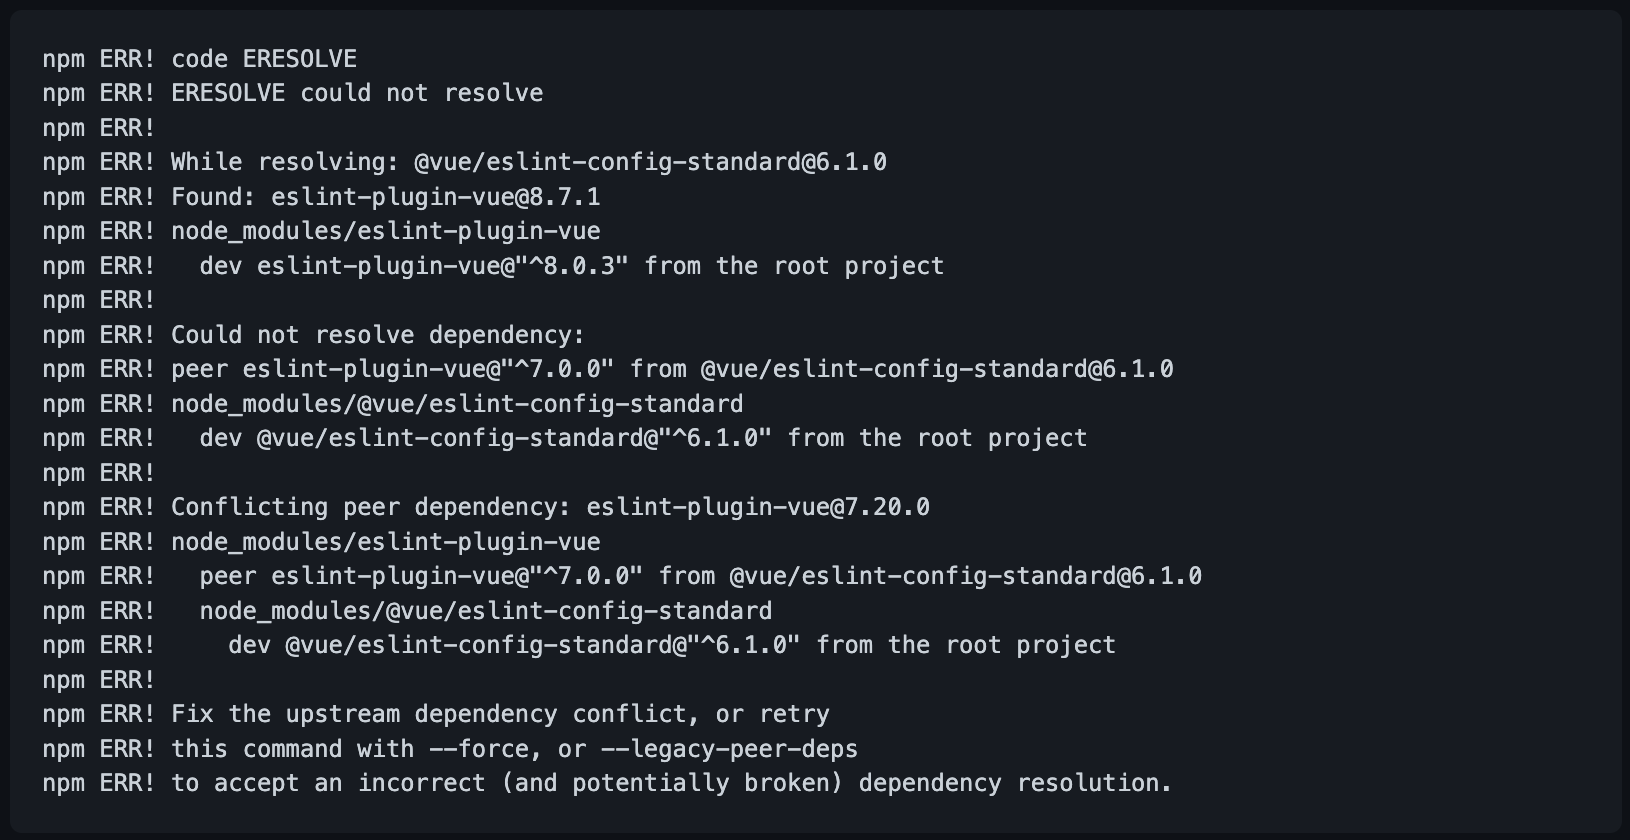 npm ERR! code ERESOLVE
npm ERR! ERESOLVE could not resolve
npm ERR!
npm ERR! While resolving: @vue/eslint-config-standard@6.1.0
npm ERR! Found: eslint-plugin-vue@8.7.1
npm ERR! node_modules/eslint-plugin-vue
npm ERR!   dev eslint-plugin-vue@"^8.0.3" from the root project
npm ERR!
npm ERR! Could not resolve dependency:
npm ERR! peer eslint-plugin-vue@"^7.0.0" from @vue/eslint-config-standard@6.1.0
npm ERR! node_modules/@vue/eslint-config-standard
npm ERR!   dev @vue/eslint-config-standard@"^6.1.0" from the root project
npm ERR!
npm ERR! Conflicting peer dependency: eslint-plugin-vue@7.20.0
npm ERR! node_modules/eslint-plugin-vue
npm ERR!   peer eslint-plugin-vue@"^7.0.0" from @vue/eslint-config-standard@6.1.0
npm ERR!   node_modules/@vue/eslint-config-standard
npm ERR!     dev @vue/eslint-config-standard@"^6.1.0" from the root project
npm ERR!
npm ERR! Fix the upstream dependency conflict, or retry
npm ERR! this command with --force, or --legacy-peer-deps
npm ERR! to accept an incorrect (and potentially broken) dependency resolution.